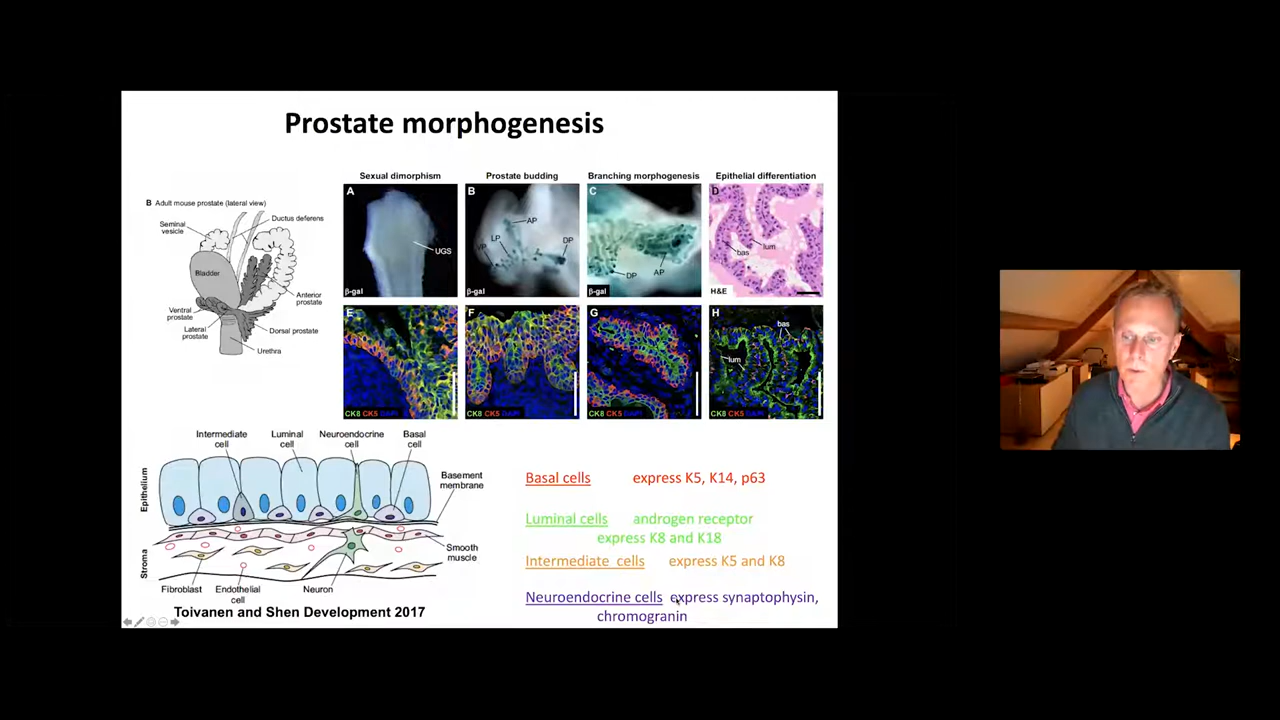 Prostate morphogenesis
B Adult mouse prostate (lateral view)
Seminal
vesicle
Ductus deferens
Bladder
Anterior
prostate
Ventral
prostate
Lateral
prostate
Dorsal prostate
Urethra
Sexual dimorphism
Prostate budding
Branching morphogenesis
Epithelial differentiation
A
UGS
β-gal
B
AP
LP
VP
DP
β-gal
C
DP
AP
β-gal
D
bas
lum
H&E
E
CK8 CK5 DAPI
F
CK8 CK5 DAPI
G
CK8 CK5 DAPI
H
bas
lum
CK8 CK5 DAPI
Intermediate
cell
Luminal
cell
Neuroendocrine
cell
Basal
cell
Epithelium
Basement
membrane
Stroma
Smooth
muscle
Fibroblast
Endothelial
cell
Neuron
Toivanen and Shen Development 2017
Basal cells express K5, K14, p63
Luminal cells androgen receptor
express K8 and K18
Intermediate cells express K5 and K8
Neuroendocrine cells express synaptophysin,
chromogranin